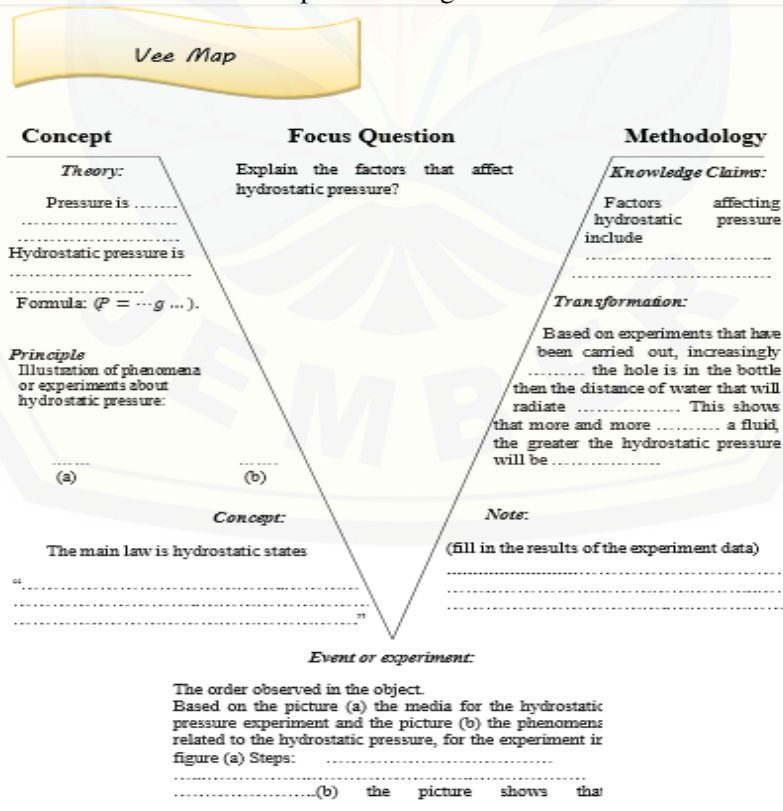 Vee Map
Concept
Focus Question
Methodology
Theory:
Pressure is ........
..............................
..............................
Hydrostatic pressure is
..............................
..............................
Formula: (P = ⋯g ...).
Principle
Illustration of phenomena
or experiments about
hydrostatic pressure:
.......
(a)
.......
(b)
Concept:
The main law is hydrostatic states
“..............................
..............................
..............................”
Explain the factors that affect
hydrostatic pressure?
Knowledge Claims:
Factors affecting
hydrostatic pressure
include
..............................
..............................
Transformation:
Based on experiments that have
been carried out, increasingly
.......... the hole is in the bottle
then the distance of water that will
radiate .................. This shows
that more and more .......... a fluid,
the greater the hydrostatic pressure
will be ..................
Note:
(fill in the results of the experiment data)
..............................
..............................
..............................
Event or experiment:
The order observed in the object.
Based on the picture (a) the media for the hydrostatic
pressure experiment and the picture (b) the phenomena
related to the hydrostatic pressure, for the experiment in
figure (a) Steps: ..............................
..............................
..............................(b) the picture shows that
JEMBER